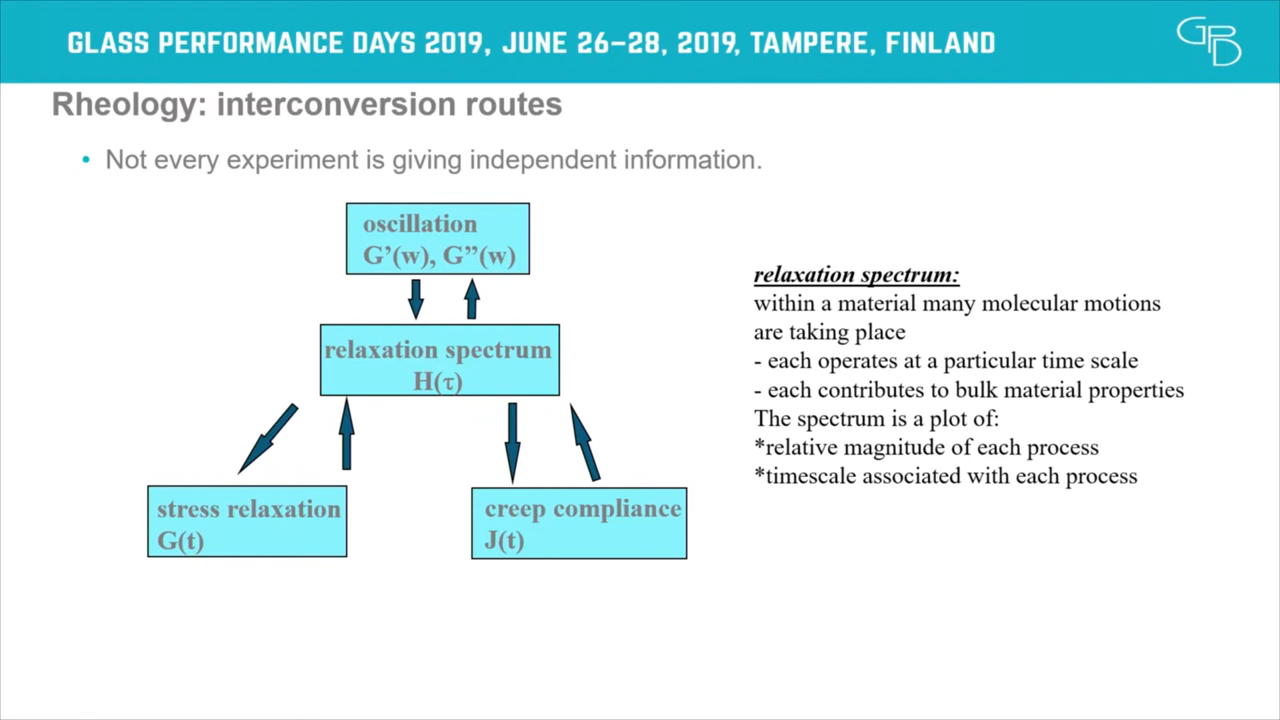 GLASS PERFORMANCE DAYS 2019, JUNE 26–28, 2019, TAMPERE, FINLAND
GPD
Rheology: interconversion routes
• Not every experiment is giving independent information.
oscillation
G’(w), G”(w)
relaxation spectrum
H(τ)
stress relaxation
G(t)
creep compliance
J(t)
relaxation spectrum:
within a material many molecular motions
are taking place
- each operates at a particular time scale
- each contributes to bulk material properties
The spectrum is a plot of:
*relative magnitude of each process
*timescale associated with each process